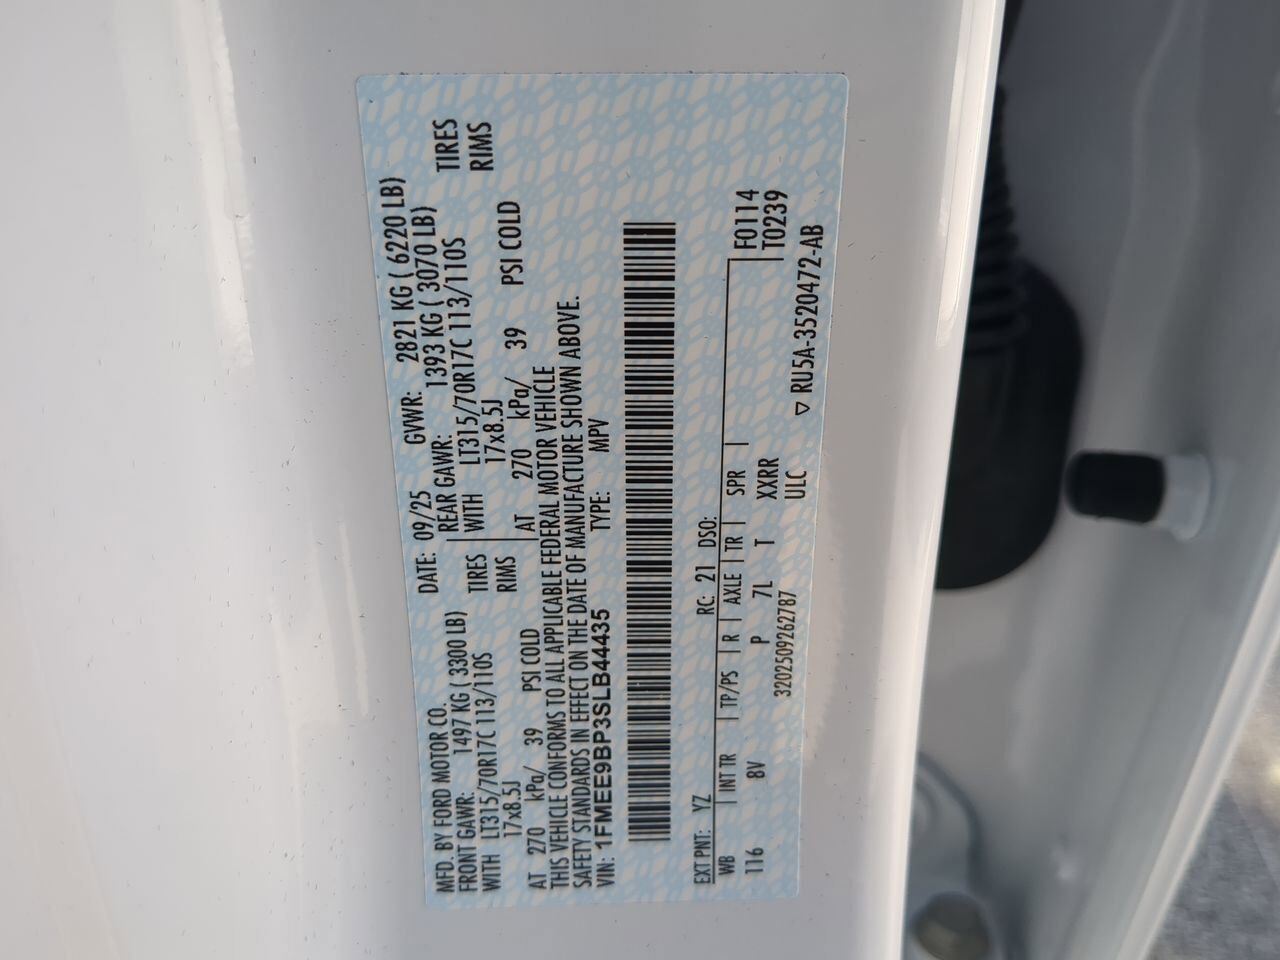 MFD. BY FORD MOTOR CO.
DATE: 09/25 GVWR: 2821 KG ( 6220 LB)
FRONT GAWR: 1497 KG ( 3300 LB) REAR GAWR: 1393 KG ( 3070 LB)
WITH LT315/70R17C 113/110S TIRES WITH LT315/70R17C 113/110S TIRES
17x8.5J RIMS 17x8.5J RIMS
AT 270 kPa/ 39 PSI COLD AT 270 kPa/ 39 PSI COLD
THIS VEHICLE CONFORMS TO ALL APPLICABLE FEDERAL MOTOR VEHICLE
SAFETY STANDARDS IN EFFECT ON THE DATE OF MANUFACTURE SHOWN ABOVE.
VIN: 1FMEE9BP3SLB44435 TYPE: MPV
EXT PNT: YZ RC: 21 DSO: F0114
WB INT TR TP/PS R AXLE TR SPR T0239
116 8V P 7L T XXRR
3202509262787 ULC
▽ RU5A-3520472-AB